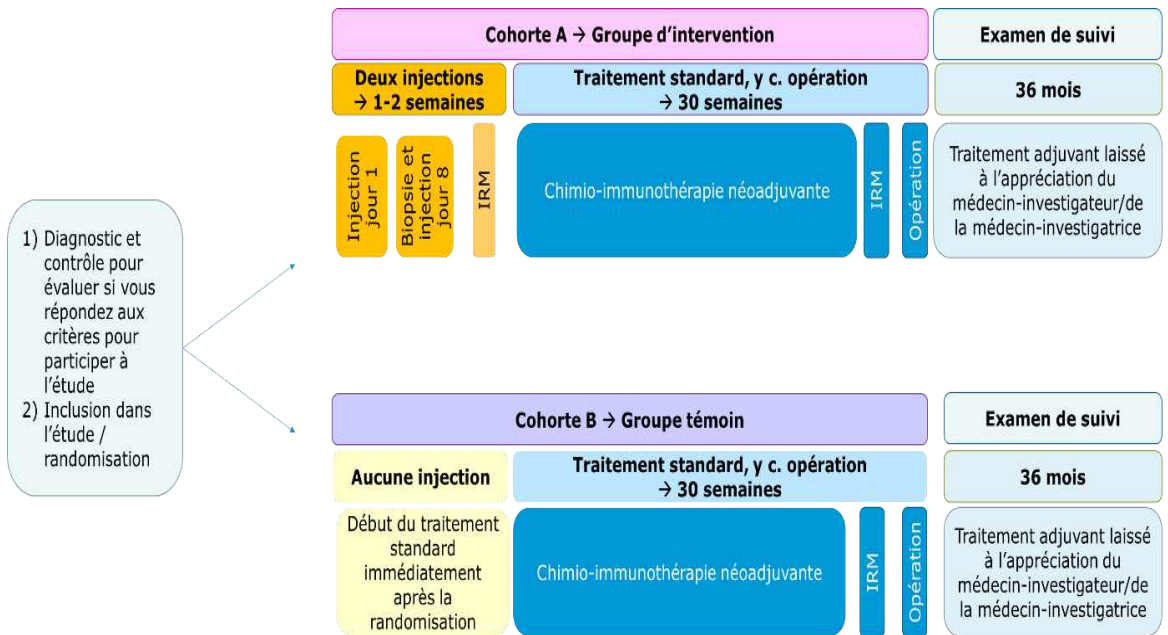 1) Diagnostic et
contrôle pour
évaluer si vous
répondez aux
critères pour
participer à
l'étude
2) Inclusion dans
l'étude /
randomisation
Cohorte A → Groupe d'intervention
Examen de suivi
Deux injections
→ 1-2 semaines
Traitement standard, y c. opération
→ 30 semaines
36 mois
Injection
jour 1
Biopsie et
injection
jour 8
IRM
Chimio-immunothérapie néoadjuvante
IRM
Opération
Traitement adjuvant laissé
à l'appréciation du
médecin-investigateur/de
la médecin-investigatrice
Cohorte B → Groupe témoin
Examen de suivi
Aucune injection
Traitement standard, y c. opération
→ 30 semaines
36 mois
Début du traitement
standard
immédiatement
après la
randomisation
Chimio-immunothérapie néoadjuvante
IRM
Opération
Traitement adjuvant laissé
à l'appréciation du
médecin-investigateur/de
la médecin-investigatrice